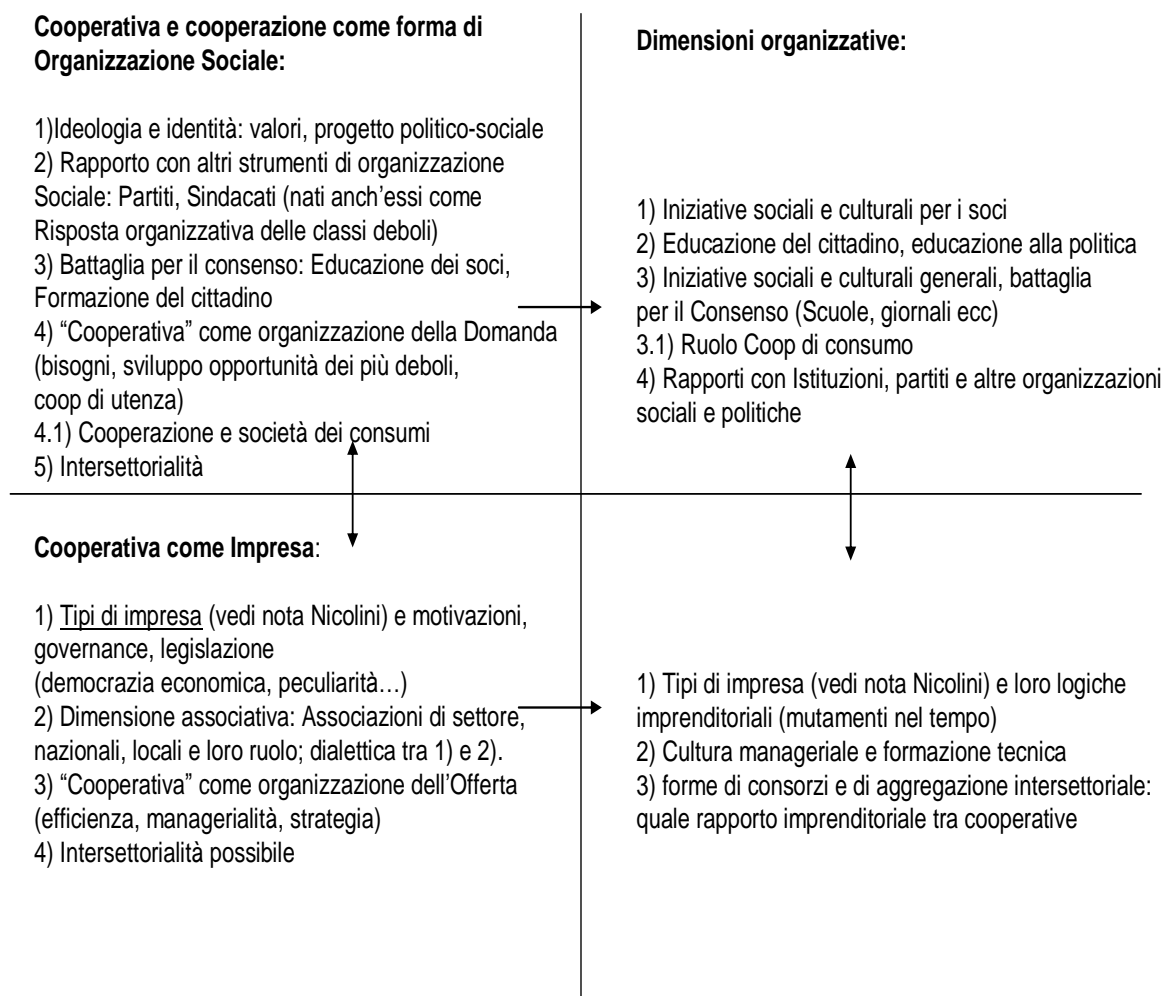 Cooperativa e cooperazione come forma di
Organizzazione Sociale:
1)Ideologia e identità: valori, progetto politico-sociale
2) Rapporto con altri strumenti di organizzazione
Sociale: Partiti, Sindacati (nati anch’essi come
Risposta organizzativa delle classi deboli)
3) Battaglia per il consenso: Educazione dei soci,
Formazione del cittadino
4) “Cooperativa” come organizzazione della Domanda
(bisogni, sviluppo opportunità dei più deboli,
coop di utenza)
4.1) Cooperazione e società dei consumi
5) Intersettorialità
Dimensioni organizzative:
1) Iniziative sociali e culturali per i soci
2) Educazione del cittadino, educazione alla politica
3) Iniziative sociali e culturali generali, battaglia
per il Consenso (Scuole, giornali ecc)
3.1) Ruolo Coop di consumo
4) Rapporti con Istituzioni, partiti e altre organizzazioni
sociali e politiche
Cooperativa come Impresa:
1) Tipi di impresa (vedi nota Nicolini) e motivazioni,
governance, legislazione
(democrazia economica, peculiarità…)
2) Dimensione associativa: Associazioni di settore,
nazionali, locali e loro ruolo; dialettica tra 1) e 2).
3) “Cooperativa” come organizzazione dell’Offerta
(efficienza, managerialità, strategia)
4) Intersettorialità possibile
1) Tipi di impresa (vedi nota Nicolini) e loro logiche
imprenditoriali (mutamenti nel tempo)
2) Cultura manageriale e formazione tecnica
3) forme di consorzi e di aggregazione intersettoriale:
quale rapporto imprenditoriale tra cooperative